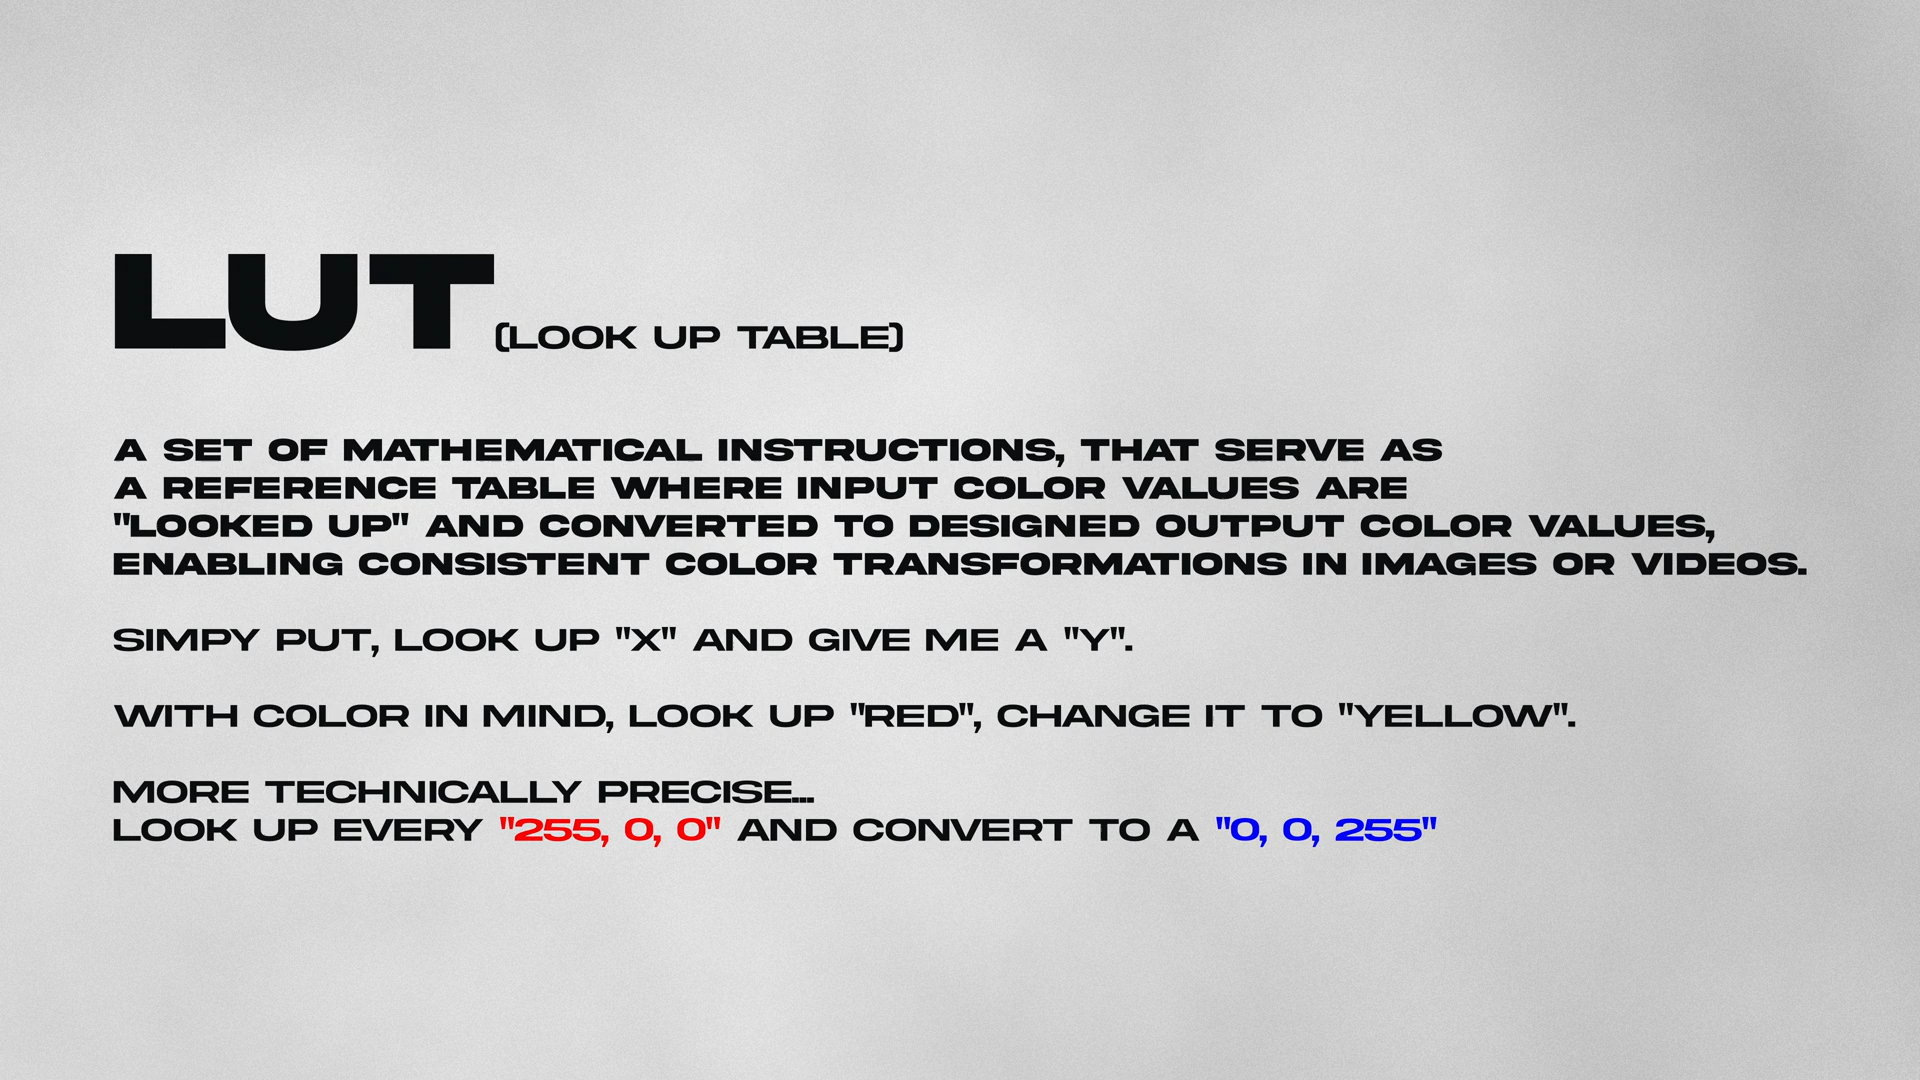 LUT (LOOK UP TABLE)
A SET OF MATHEMATICAL INSTRUCTIONS, THAT SERVE AS
A REFERENCE TABLE WHERE INPUT COLOR VALUES ARE
"LOOKED UP" AND CONVERTED TO DESIGNED OUTPUT COLOR VALUES,
ENABLING CONSISTENT COLOR TRANSFORMATIONS IN IMAGES OR VIDEOS.
SIMPY PUT, LOOK UP "X" AND GIVE ME A "Y".
WITH COLOR IN MIND, LOOK UP "RED", CHANGE IT TO "YELLOW".
MORE TECHNICALLY PRECISE...
LOOK UP EVERY "255, 0, 0" AND CONVERT TO A "0, 0, 255"